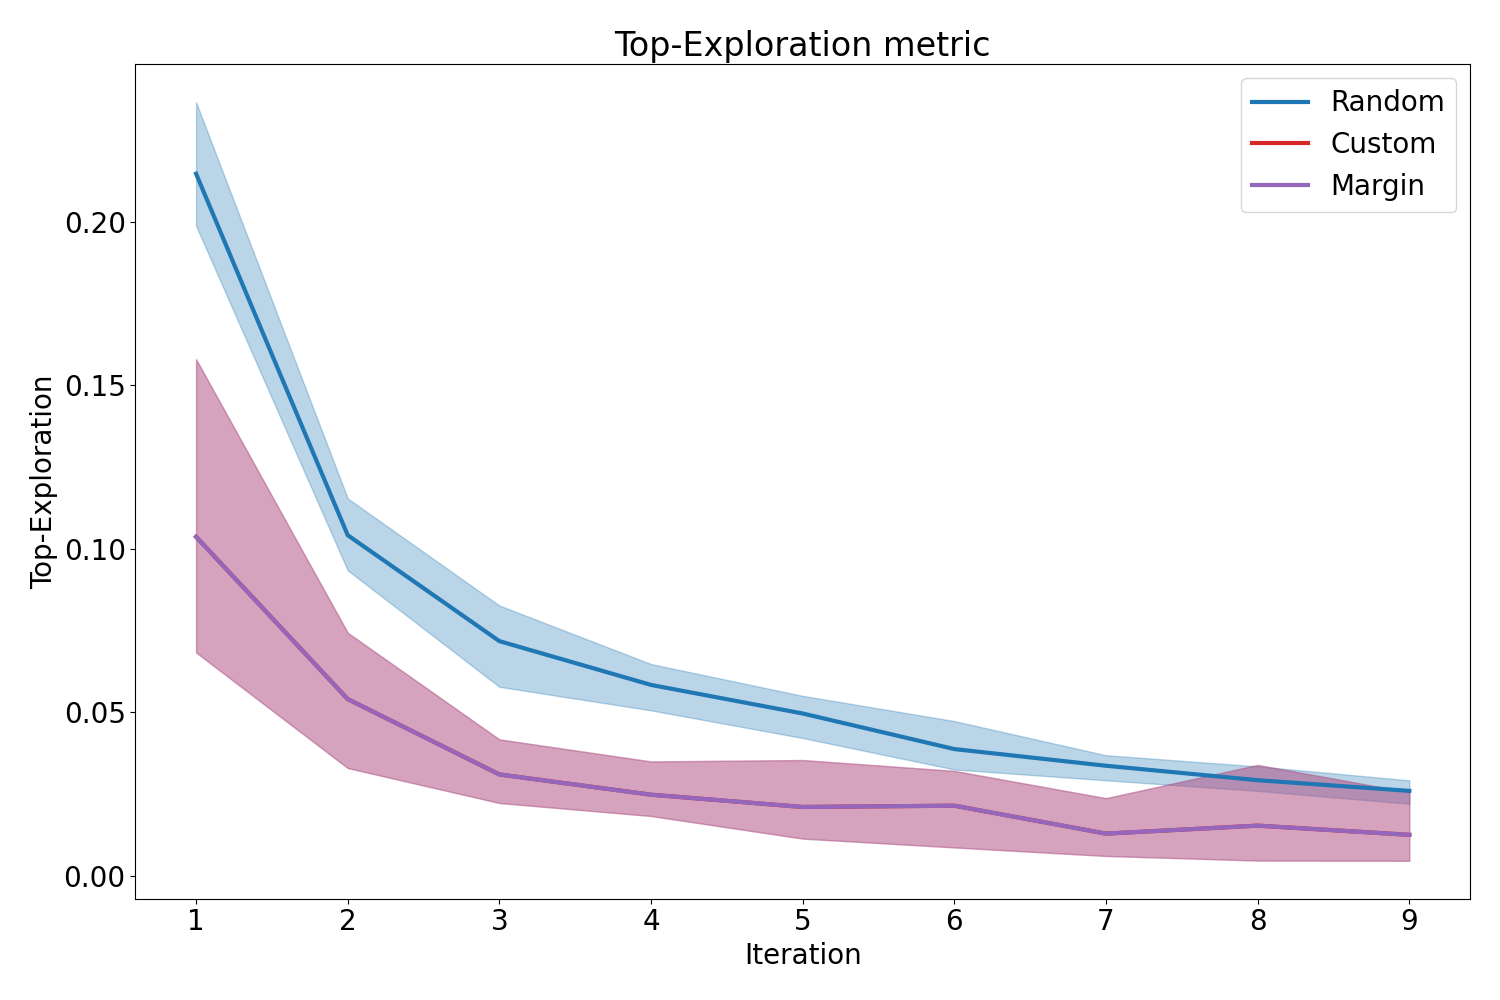 Top-Exploration metric
Random
Custom
Margin
0.20
0.15
0.10
0.05
0.00
Top-Exploration
1 2 3 4 5 6 7 8 9
Iteration